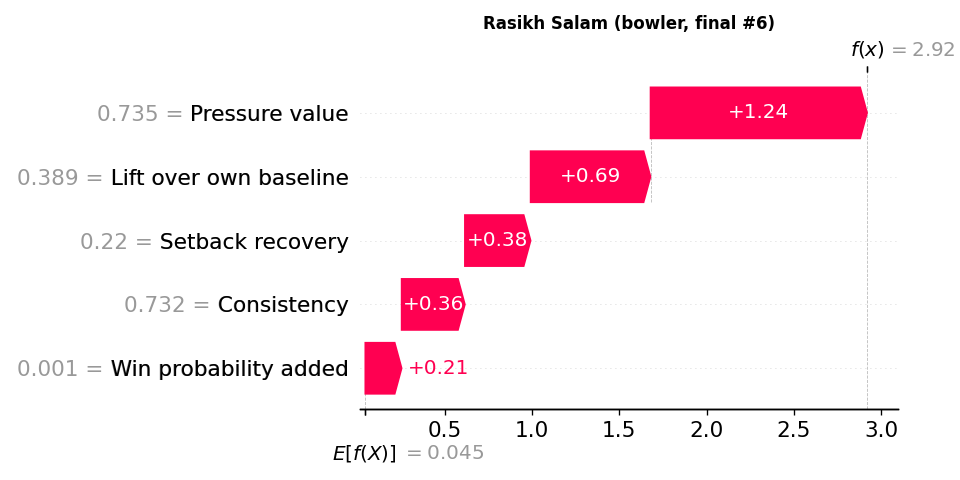 Rasikh Salam (bowler, final #6)
f(x) = 2.92
0.735 = Pressure value
+1.24
0.389 = Lift over own baseline
+0.69
0.22 = Setback recovery
+0.38
0.732 = Consistency
+0.36
0.001 = Win probability added
+0.21
0.5 1.0 1.5 2.0 2.5 3.0
E[f(X)] = 0.045